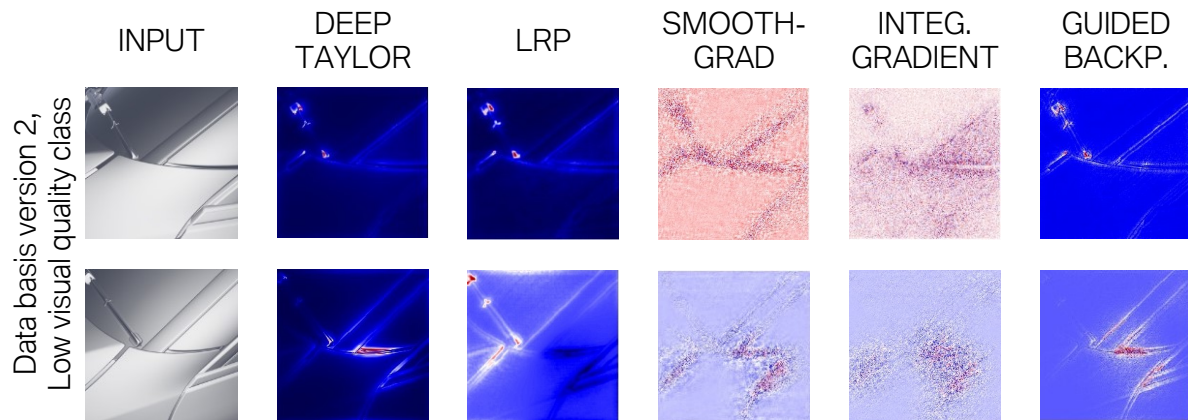 INPUT
DEEP
TAYLOR
LRP
SMOOTH-
GRAD
INTEG.
GRADIENT
GUIDED
BACKP.
Data basis version 2,
Low visual quality class